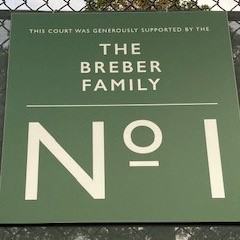 THIS COURT WAS GENEROUSLY SUPPORTED BY THE
THE
BREBER
FAMILY
Nº 1